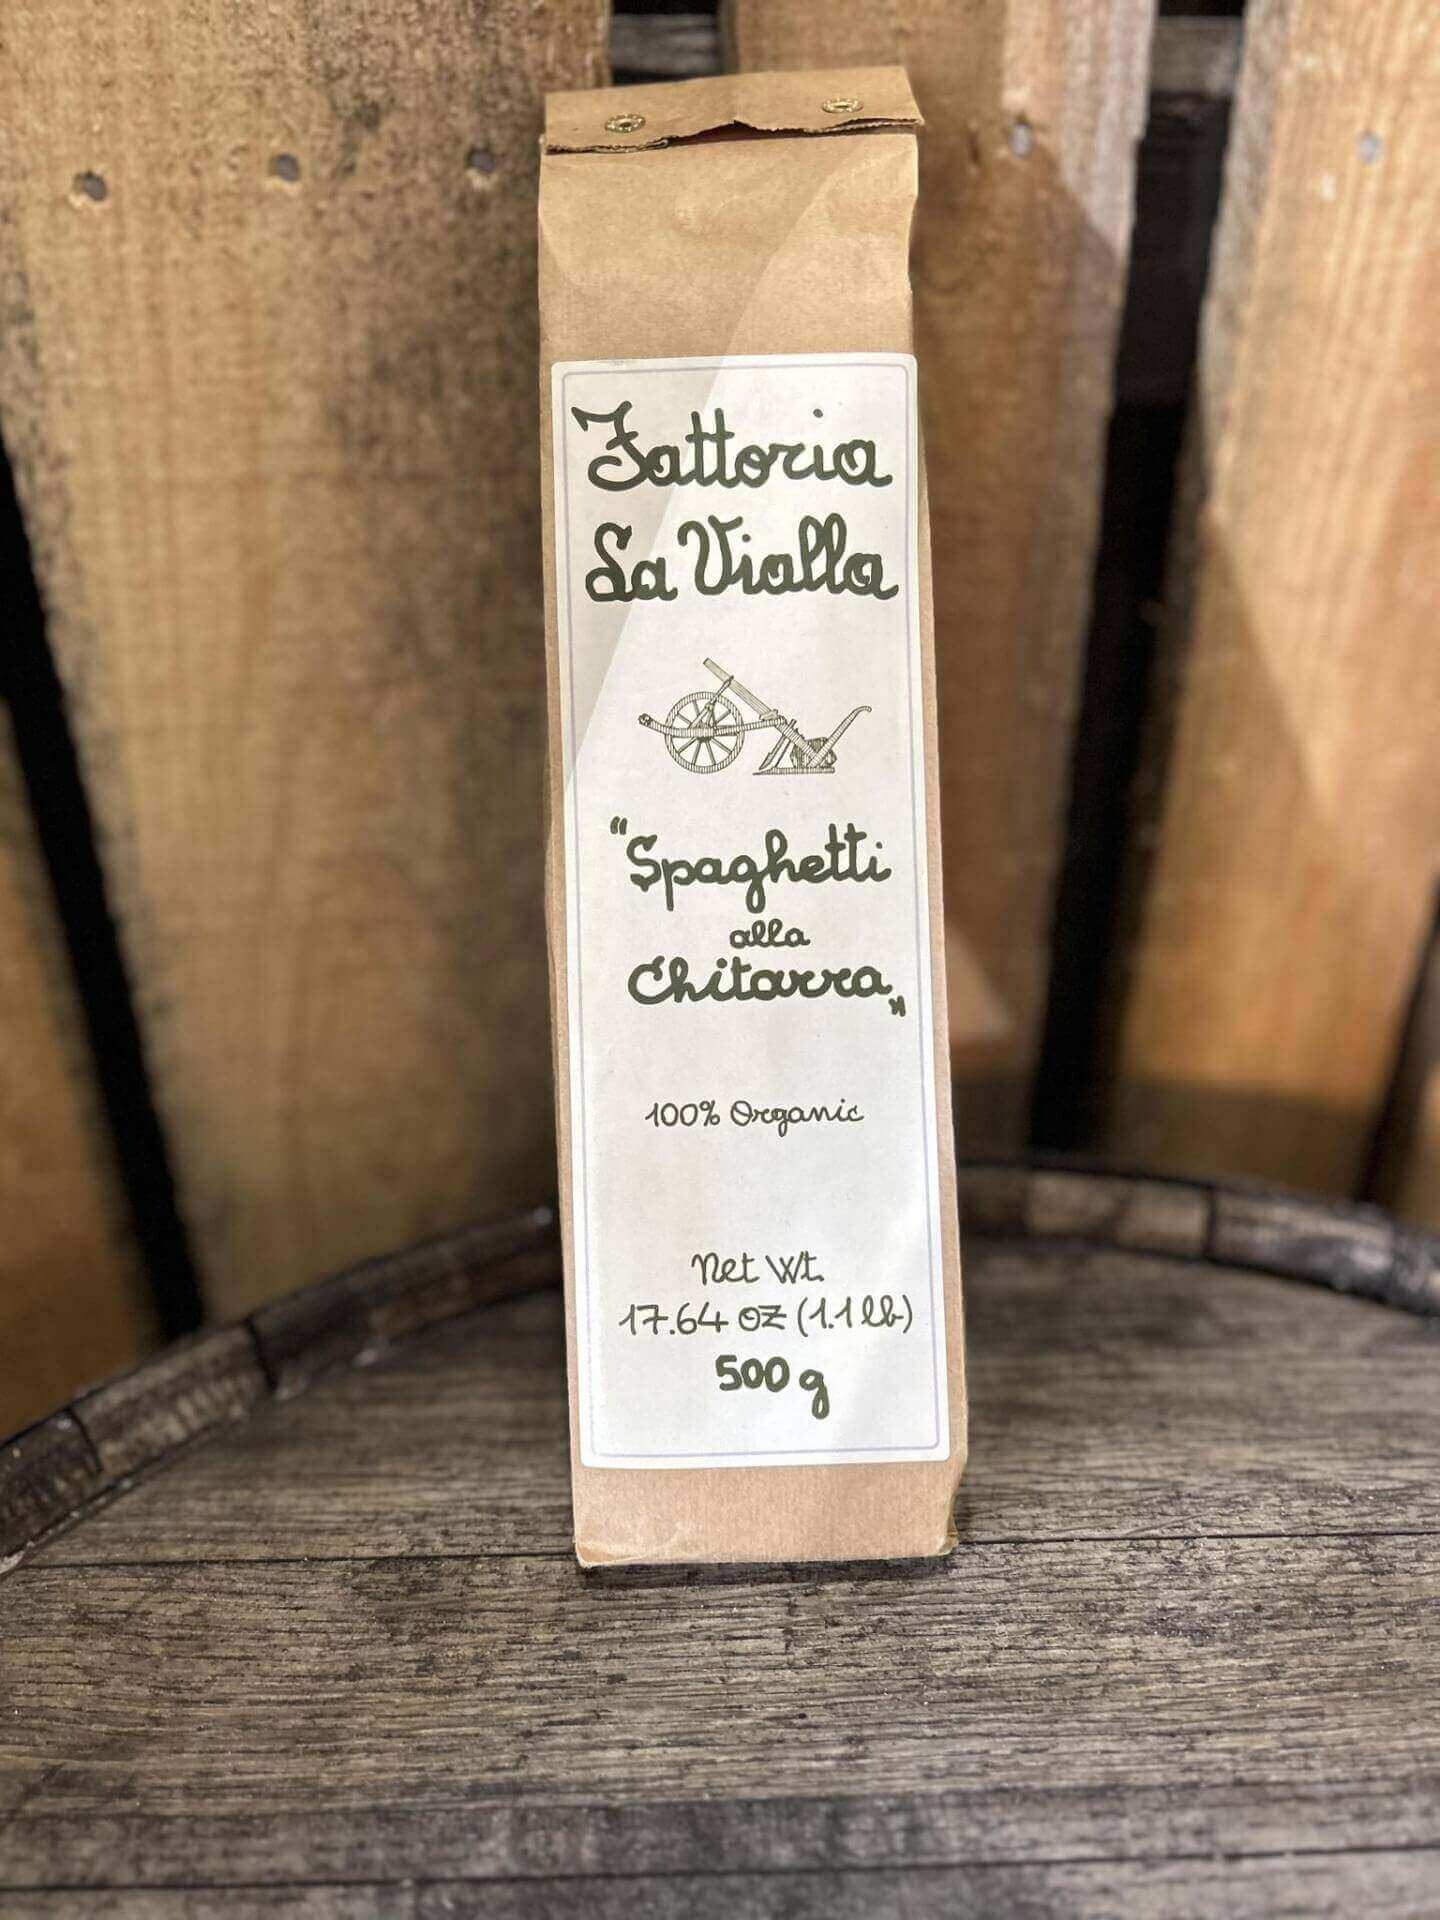 Fattoria
La Vialla
"Spaghetti
alla
Chitarra"
100% Organic
Net Wt.
17.64 OZ (1.1 lb)
500 g